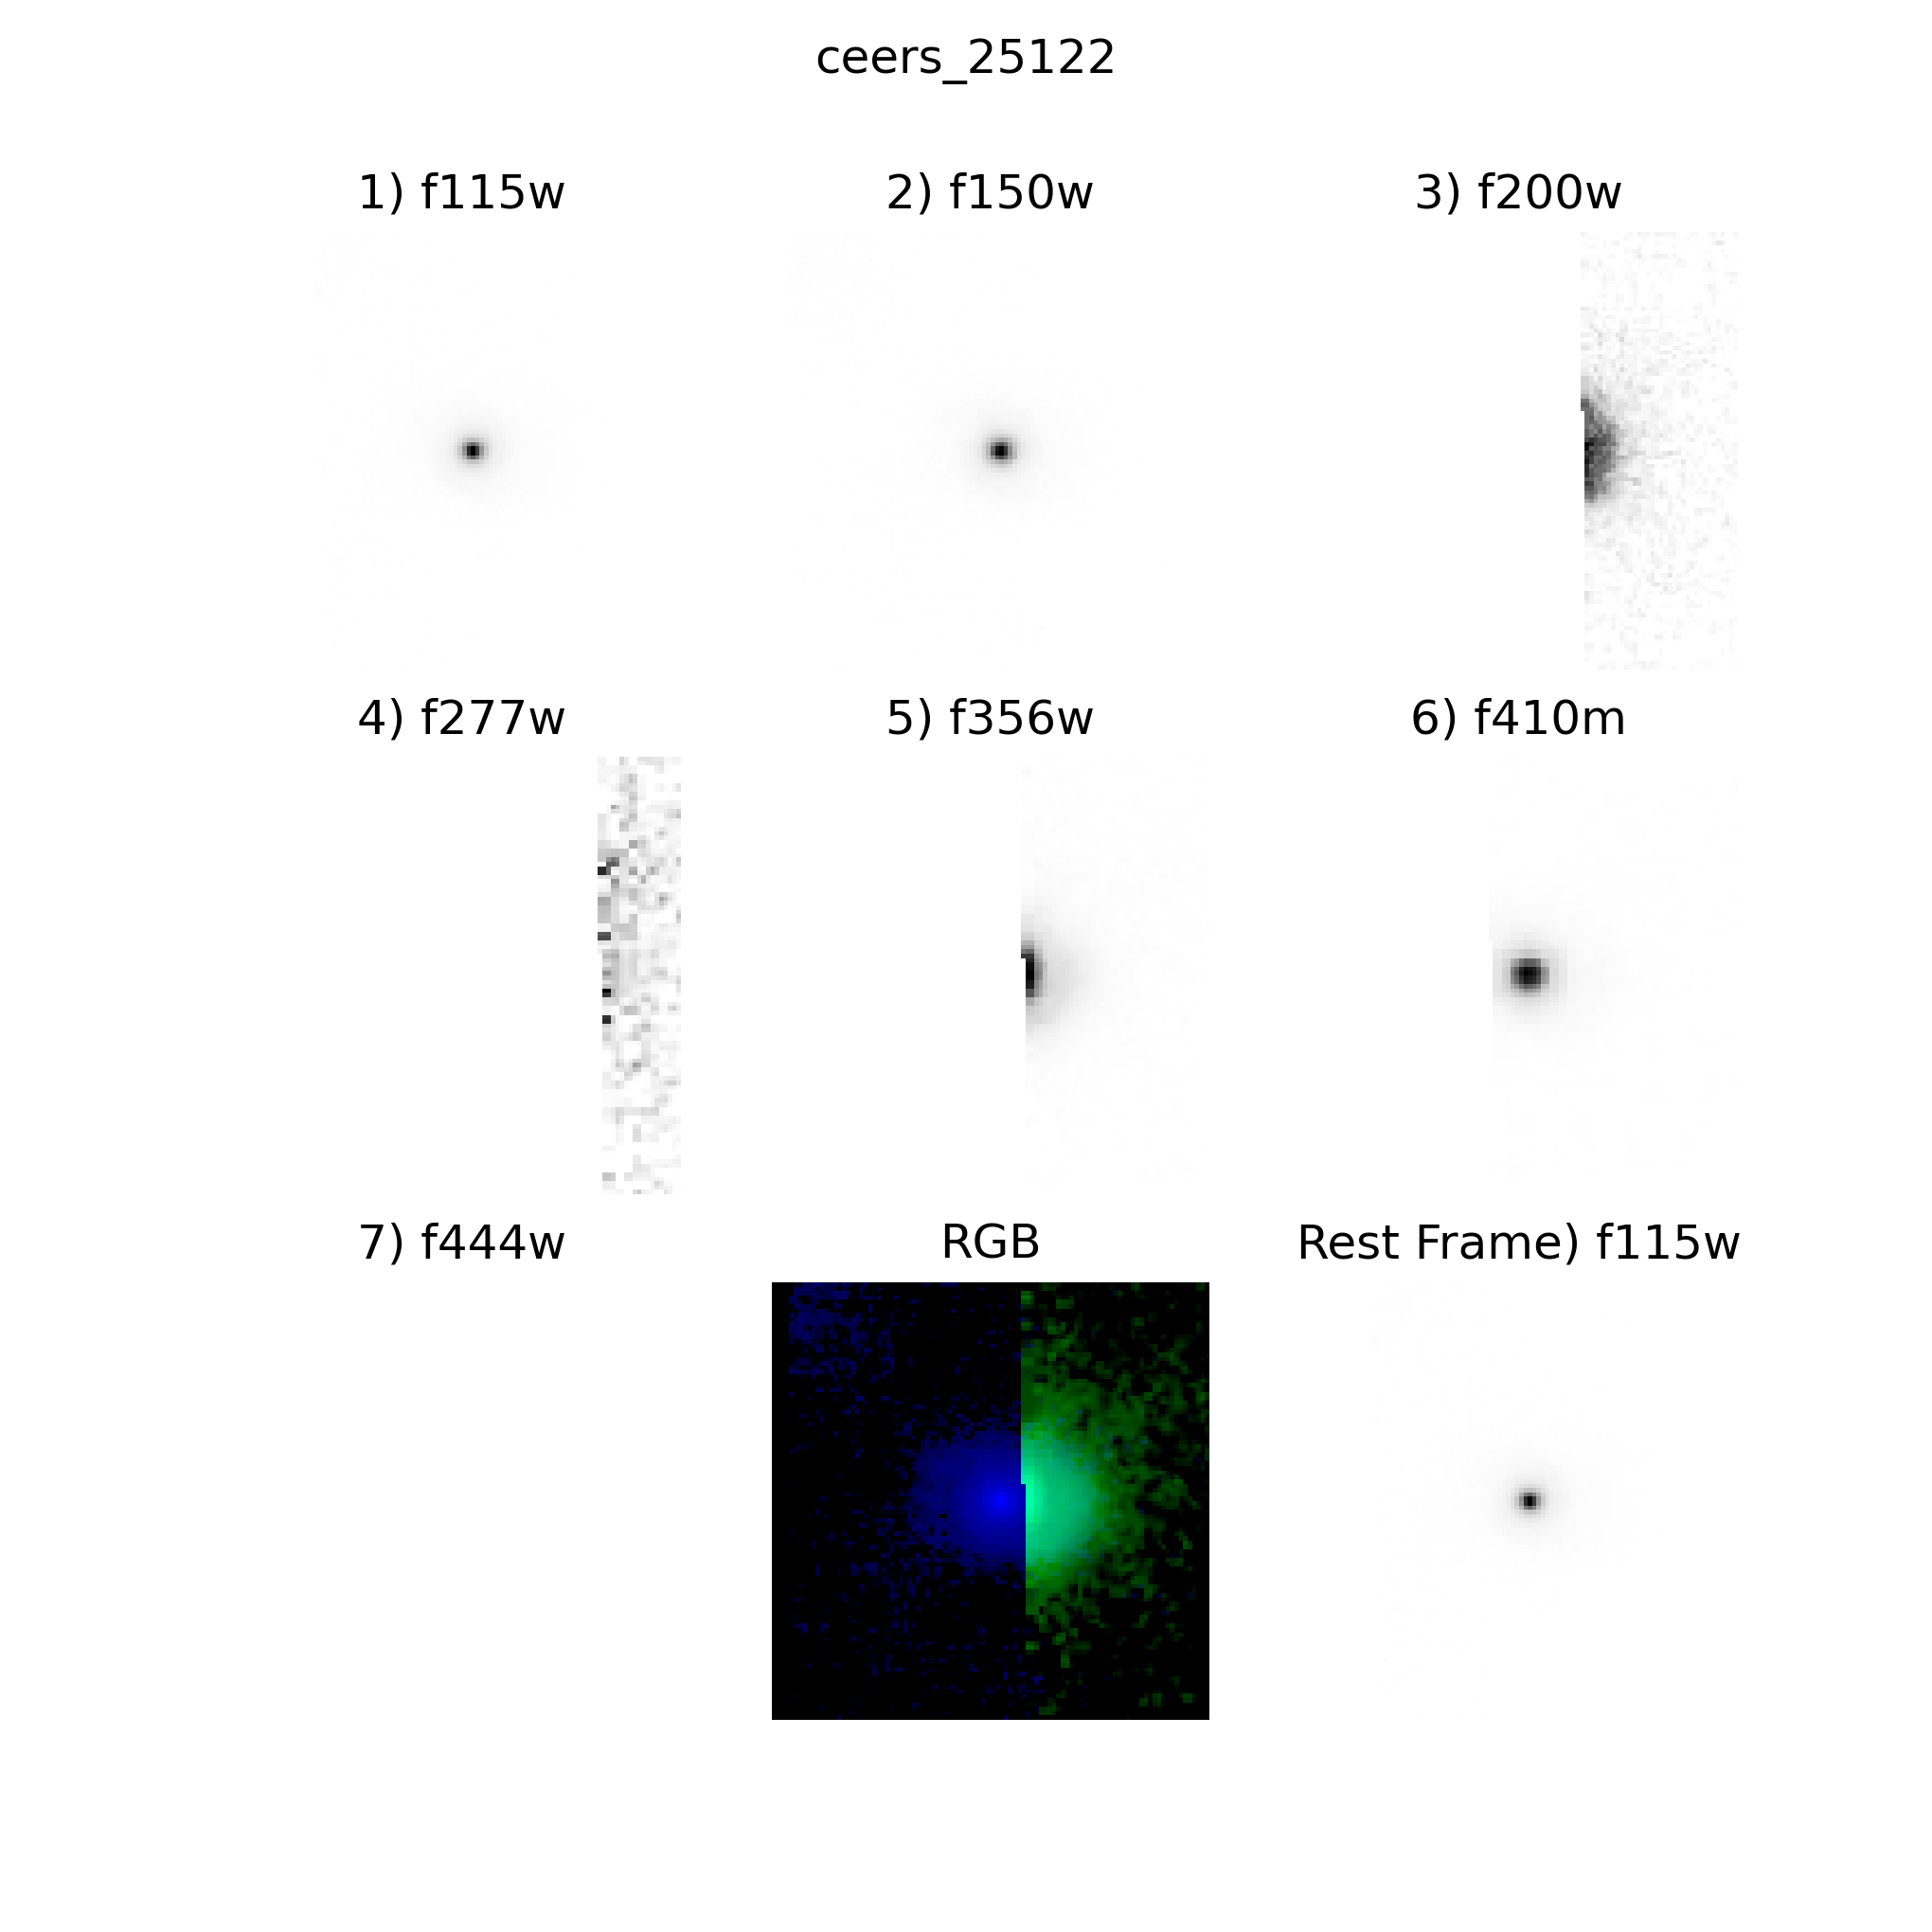 ceers_25122
1) f115w
2) f150w
3) f200w
4) f277w
5) f356w
6) f410m
7) f444w
RGB
Rest Frame) f115w